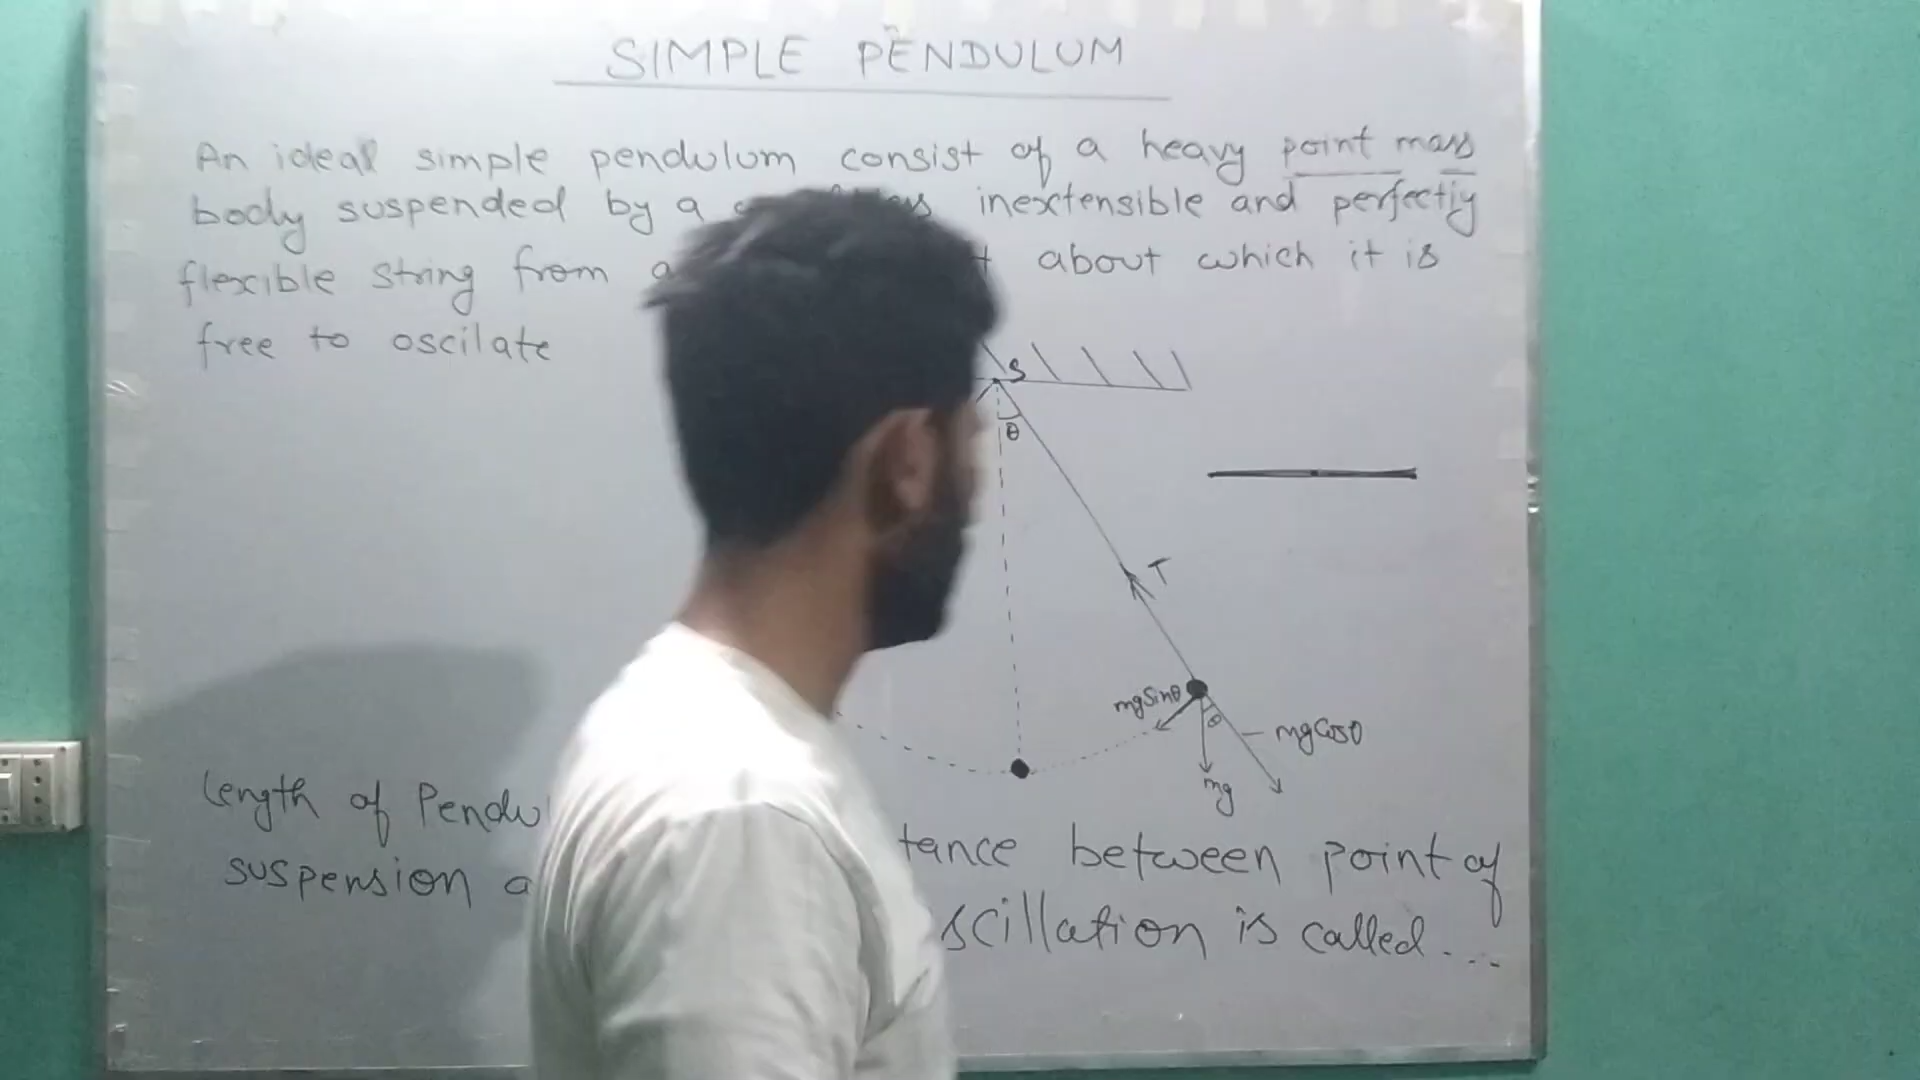 SIMPLE PENDULUM
An ideal simple pendulum consist of a heavy point mass
body suspended by a inextensible and perfectly
flexible string from a about which it is
free to oscilate
S
θ
T
mgSinθ
θ
mgCosθ
mg
Length of Pendu
tance between point of
suspension a
scillation is called ...